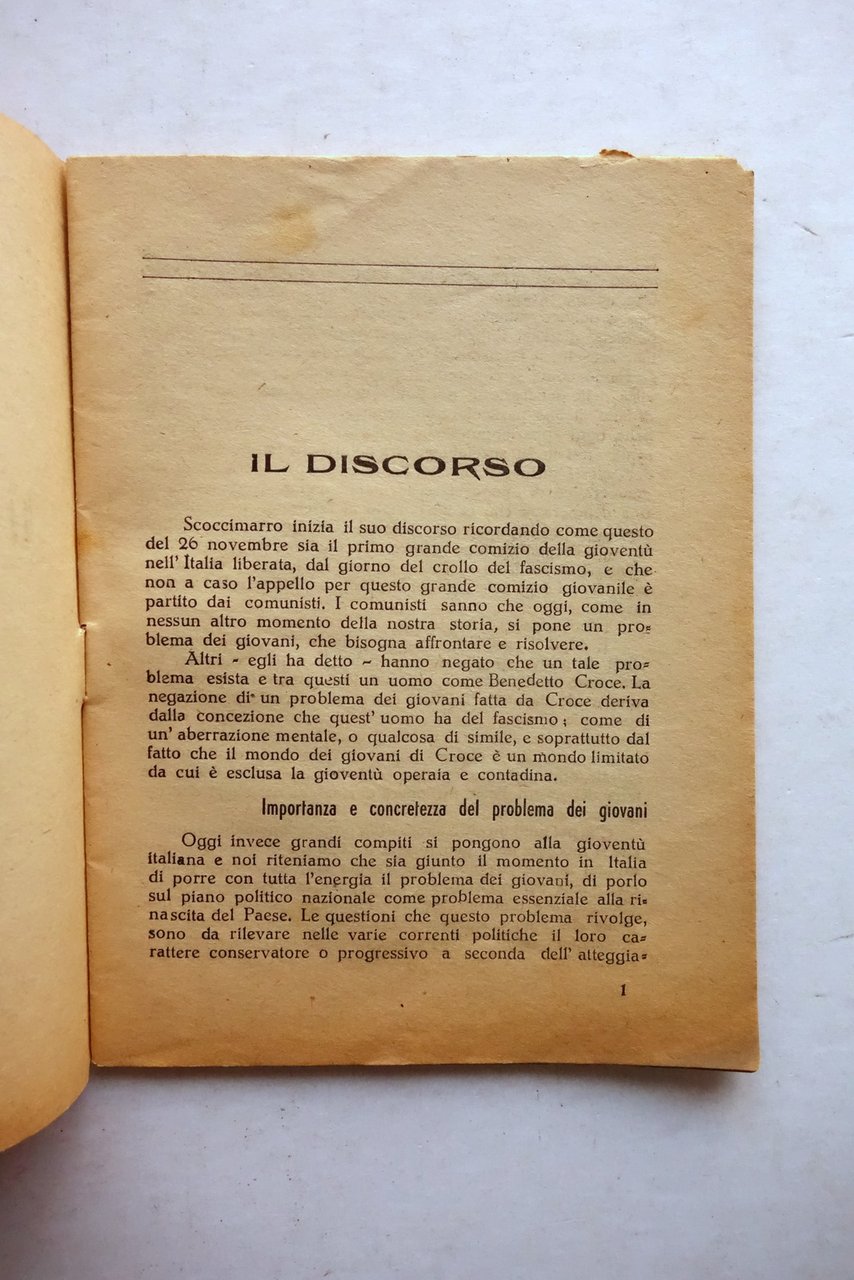 IL DISCORSO
Scoccimarro inizia il suo discorso ricordando come questo
del 26 novembre sia il primo grande comizio della gioventù
nell' Italia liberata, dal giorno del crollo del fascismo, e che
non a caso l'appello per questo grande comizio giovanile è
partito dai comunisti. I comunisti sanno che oggi, come in
nessun altro momento della nostra storia, si pone un pro=
blema dei giovani, che bisogna affrontare e risolvere.
Altri - egli ha detto - hanno negato che un tale pro=
blema esista e tra questi un uomo come Benedetto Croce. La
negazione di un problema dei giovani fatta da Croce deriva
dalla concezione che quest' uomo ha del fascismo; come di
un' aberrazione mentale, o qualcosa di simile, e soprattutto dal
fatto che il mondo dei giovani di Croce è un mondo limitato
da cui è esclusa la gioventù operaia e contadina.
Importanza e concretezza del problema dei giovani
Oggi invece grandi compiti si pongono alla gioventù
italiana e noi riteniamo che sia giunto il momento in Italia
di porre con tutta l'energia il problema dei giovani, di porlo
sul piano politico nazionale come problema essenziale alla ri=
nascita del Paese. Le questioni che questo problema rivolge,
sono da rilevare nelle varie correnti politiche il loro ca=
rattere conservatore o progressivo a seconda dell' atteggia=
1